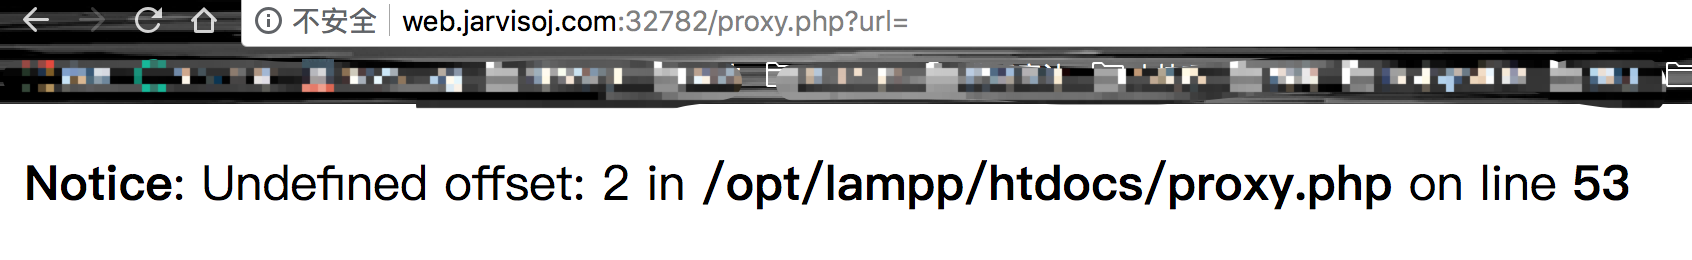 不安全 web.jarvisoj.com:32782/proxy.php?url=
Notice: Undefined offset: 2 in /opt/lampp/htdocs/proxy.php on line 53